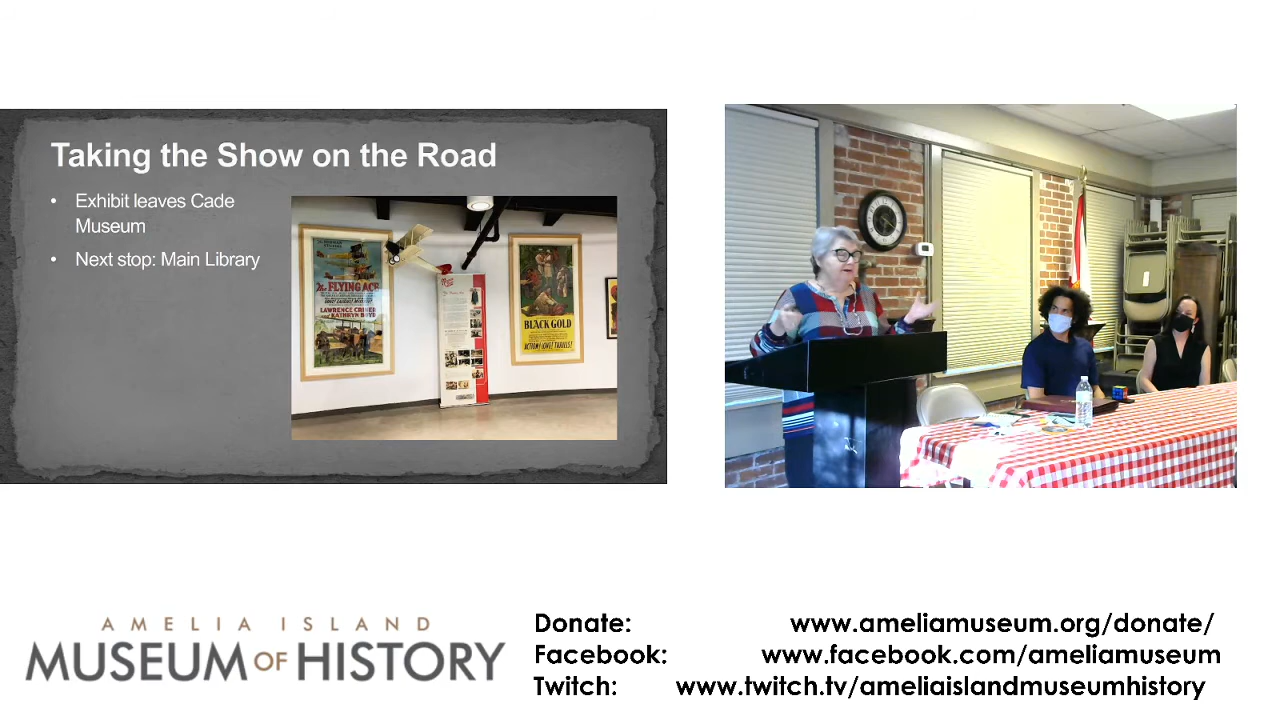 Taking the Show on the Road
• Exhibit leaves Cade
Museum
• Next stop: Main Library
The FLYING ACE
LAWRENCE CRINER
KATHRYN BOYD
BLACK GOLD
AMELIA ISLAND
MUSEUM OF HISTORY
Donate: www.ameliamuseum.org/donate/
Facebook: www.facebook.com/ameliamuseum
Twitch: www.twitch.tv/ameliaislandmuseumhistory